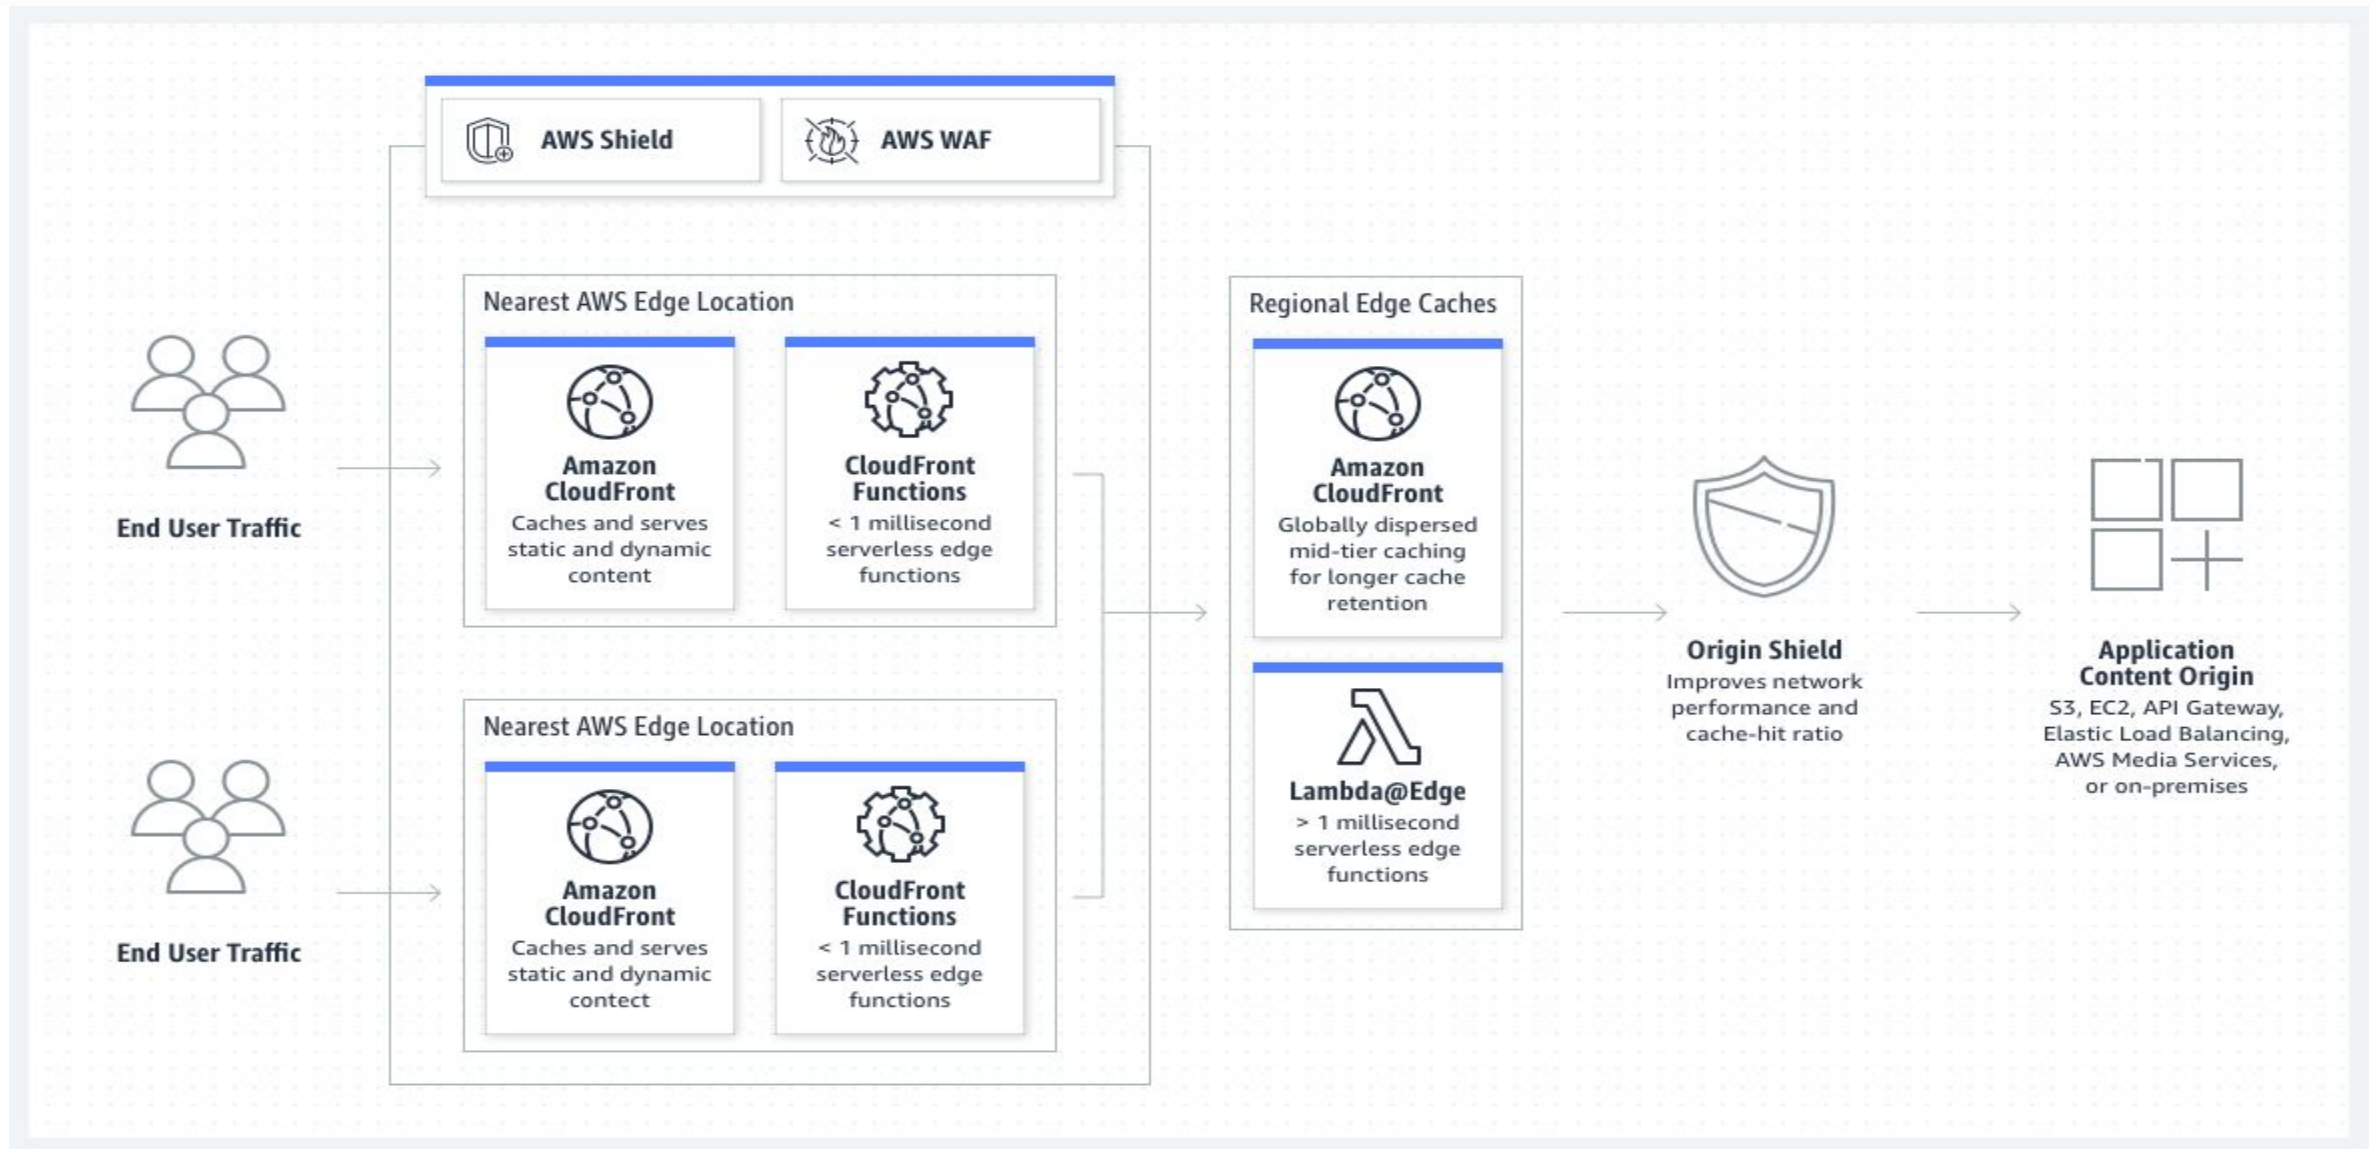 AWS Shield
AWS WAF
Nearest AWS Edge Location
Amazon
CloudFront
Caches and serves
static and dynamic
content
CloudFront
Functions
< 1 millisecond
serverless edge
functions
End User Traffic
Nearest AWS Edge Location
Amazon
CloudFront
Caches and serves
static and dynamic
contect
CloudFront
Functions
< 1 millisecond
serverless edge
functions
End User Traffic
Regional Edge Caches
Amazon
CloudFront
Globally dispersed
mid-tier caching
for longer cache
retention
Lambda@Edge
> 1 millisecond
serverless edge
functions
Origin Shield
Improves network
performance and
cache-hit ratio
Application
Content Origin
S3, EC2, API Gateway,
Elastic Load Balancing,
AWS Media Services,
or on-premises